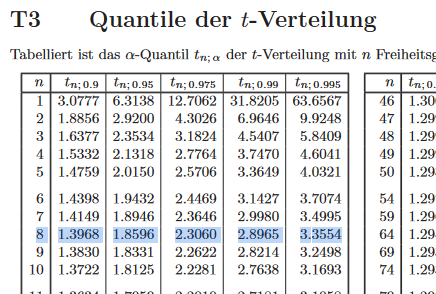 T3 Quantile der t-Verteilung
Tabelliert ist das α-Quantil tn;α der t-Verteilung mit n
n tn;0.9 tn;0.95 tn;0.975 tn;0.99 tn;0.995 n
1 3.0777 6.3138 12.7062 31.8205 63.6567 46
2 1.8856 2.9200 4.3026 6.9646 9.9248 47
3 1.6377 2.3534 3.1824 4.5407 5.8409 48
4 1.5332 2.1318 2.7764 3.7470 4.6041 49
5 1.4759 2.0150 2.5706 3.3649 4.0321 50
6 1.4398 1.9432 2.4469 3.1427 3.7074 54
7 1.4149 1.8946 2.3646 2.9980 3.4995 59
8 1.3968 1.8596 2.3060 2.8965 3.3554 64
9 1.3830 1.8331 2.2622 2.8214 3.2498 69
10 1.3722 1.8125 2.2281 2.7638 3.1693 74